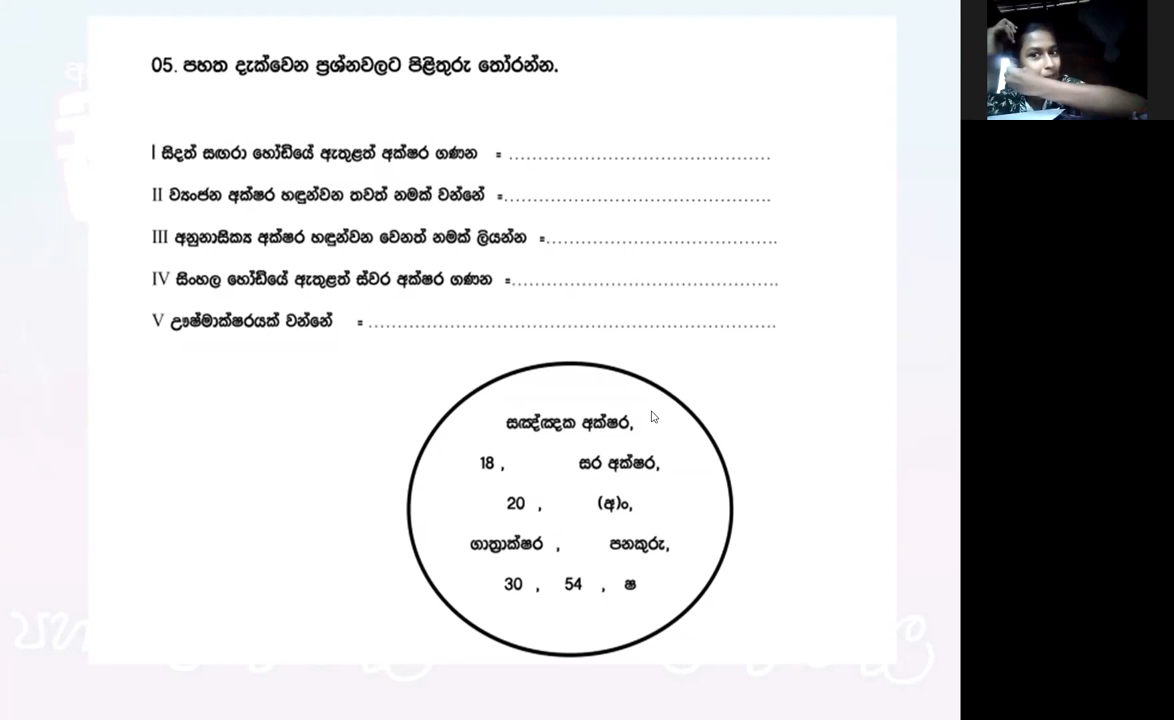 05. පහත දැක්වෙන ප්‍රශ්නවලට පිළිතුරු තෝරන්න.
I සිදත් සඟරා හෝඩියේ ඇතුළත් අක්ෂර ගණන = ............................................
II ව්‍යංජන අක්ෂර හඳුන්වන තවත් නමක් වන්නේ =..............................................
III අනුනාසික්‍ය අක්ෂර හඳුන්වන වෙනත් නමක් ලියන්න =........................................
IV සිංහල හෝඩියේ ඇතුළත් ස්වර අක්ෂර ගණන =..............................................
V ඌෂ්මාක්ෂරයක් වන්නේ = ......................................................................
සඤ්ඤක අක්ෂර,
18 , සර අක්ෂර,
20 , (අ)ං,
ගාත්‍රාක්ෂර , පනකුරු,
30 , 54 , ෂ